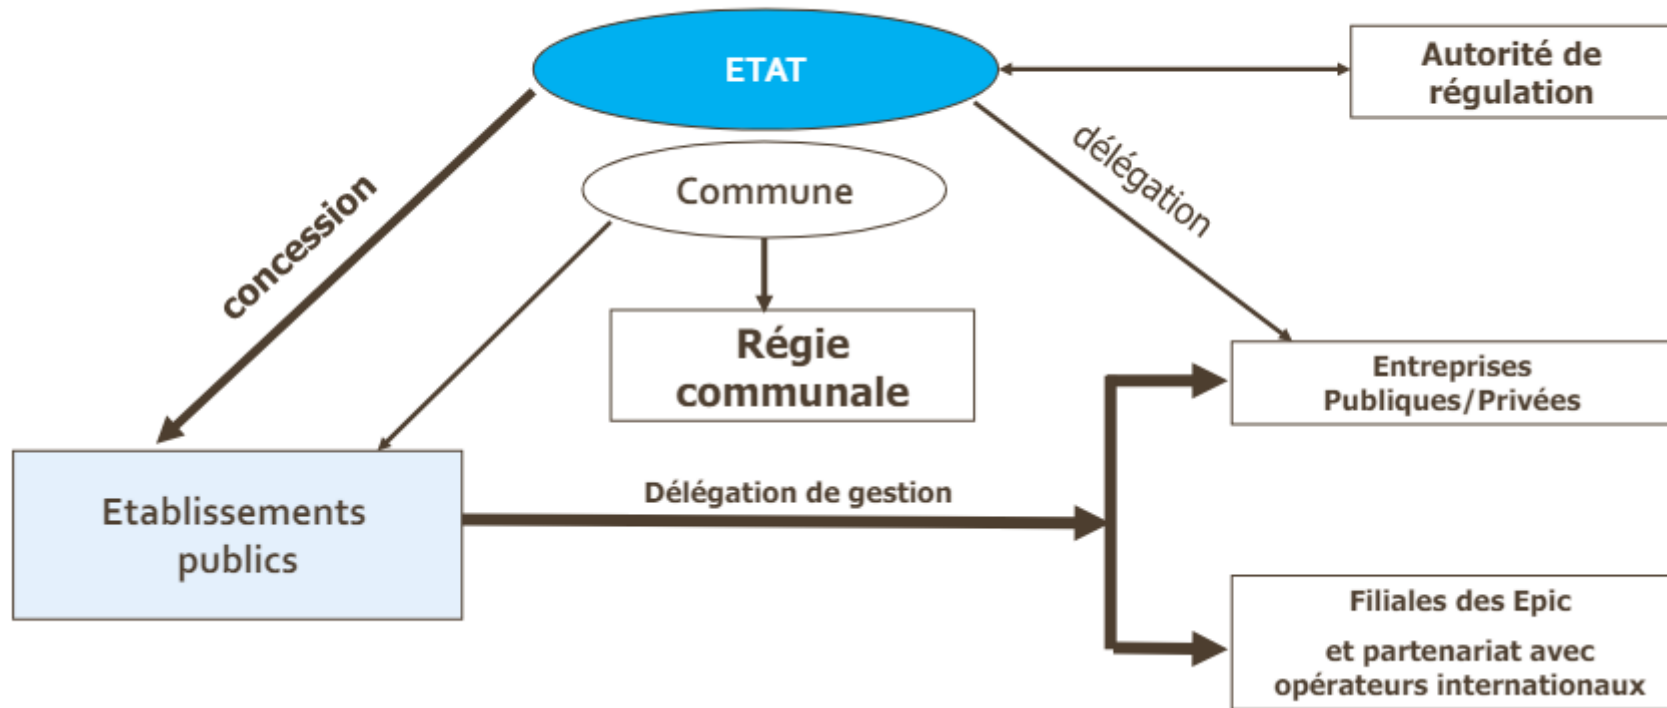 ETAT
Autorité de
régulation
délégation
Commune
concession
Régie
communale
Entreprises
Publiques/Privées
Délégation de gestion
Etablissements
publics
Filiales des Epic
et partenariat avec
opérateurs internationaux